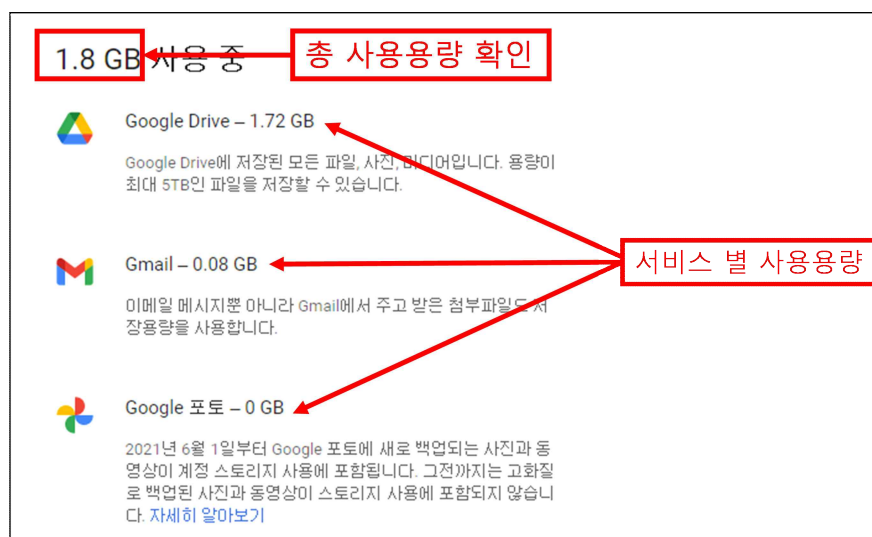 1.8 GB 사용 중
총 사용용량 확인
Google Drive – 1.72 GB
Google Drive에 저장된 모든 파일, 사진, 미디어입니다. 용량이
최대 5TB인 파일을 저장할 수 있습니다.
서비스 별 사용용량
Gmail – 0.08 GB
이메일 메시지뿐 아니라 Gmail에서 주고 받은 첨부파일도 저
장용량을 사용합니다.
Google 포토 – 0 GB
2021년 6월 1일부터 Google 포토에 새로 백업되는 사진과 동
영상이 계정 스토리지 사용에 포함됩니다. 그전까지는 고화질
로 백업된 사진과 동영상이 스토리지 사용에 포함되지 않습니
다. 자세히 알아보기